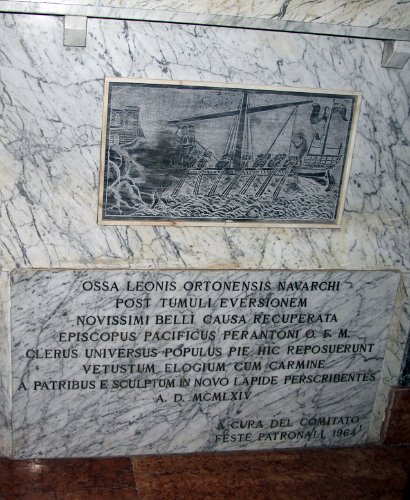 OSSA LEONIS ORTONENSIS NAVARCHI
POST TUMULI EVERSIONEM
NOVISSIMI BELLI CAUSA RECUPERATA
EPISCOPUS PACIFICUS PERANTONI O. F. M.
CLERUS UNIVERSUS POPULUS PIE HIC REPOSUERUNT
VETUSTUM ELOGIUM CUM CARMINE
A PATRIBUS E SCULPTUM IN NOVO LAPIDE PERSCRIBENTES
A. D. MCMLXIV
A CURA DEL COMITATO
FESTE PATRONALI 1964